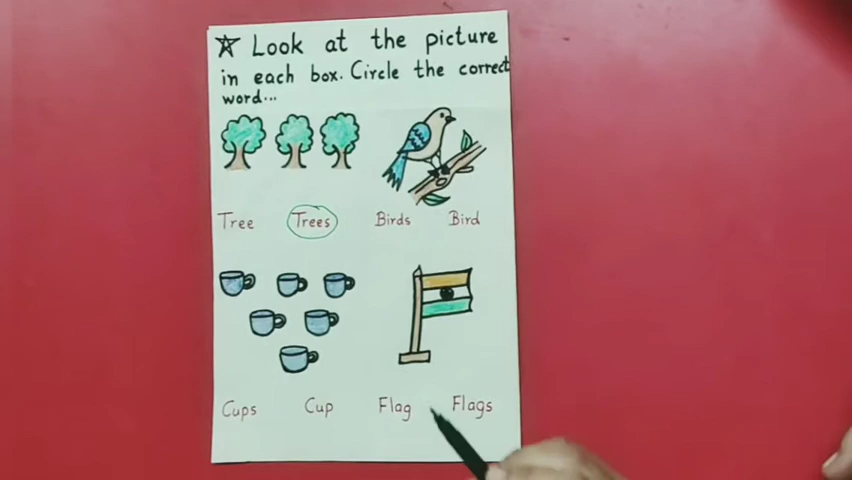 Look at the picture
in each box. Circle the correct
word...
Tree Trees Birds Bird
Cups Cup Flag Flags